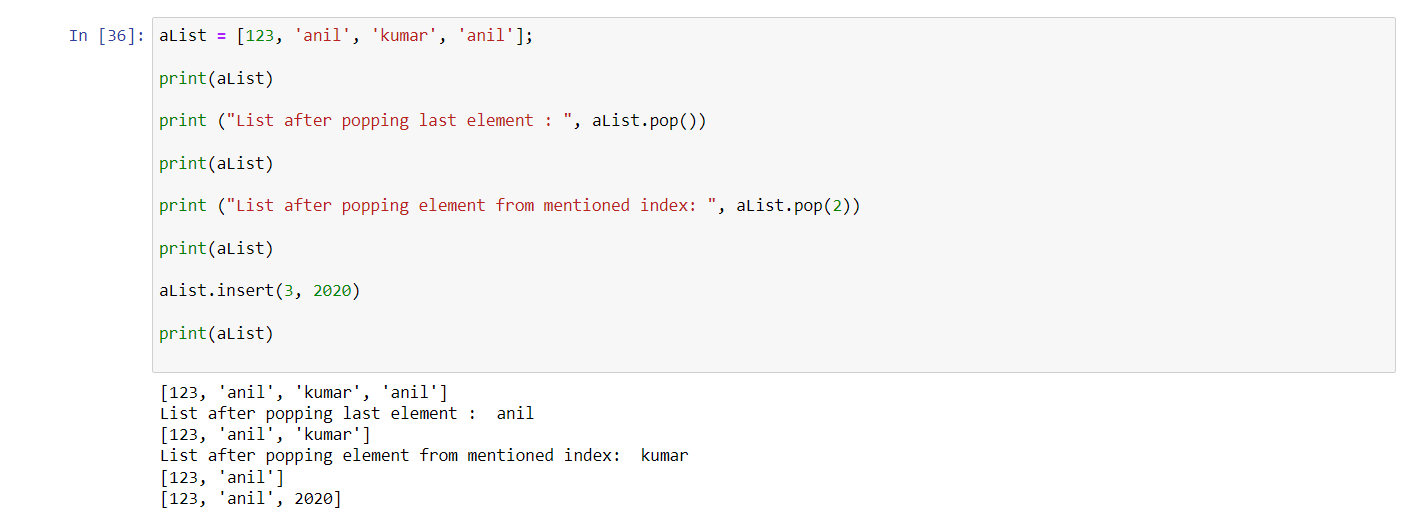 In [36]: aList = [123, 'anil', 'kumar', 'anil'];
print(aList)
print ("List after popping last element : ", aList.pop())
print(aList)
print ("List after popping element from mentioned index: ", aList.pop(2))
print(aList)
aList.insert(3, 2020)
print(aList)
[123, 'anil', 'kumar', 'anil']
List after popping last element :  anil
[123, 'anil', 'kumar']
List after popping element from mentioned index:  kumar
[123, 'anil']
[123, 'anil', 2020]